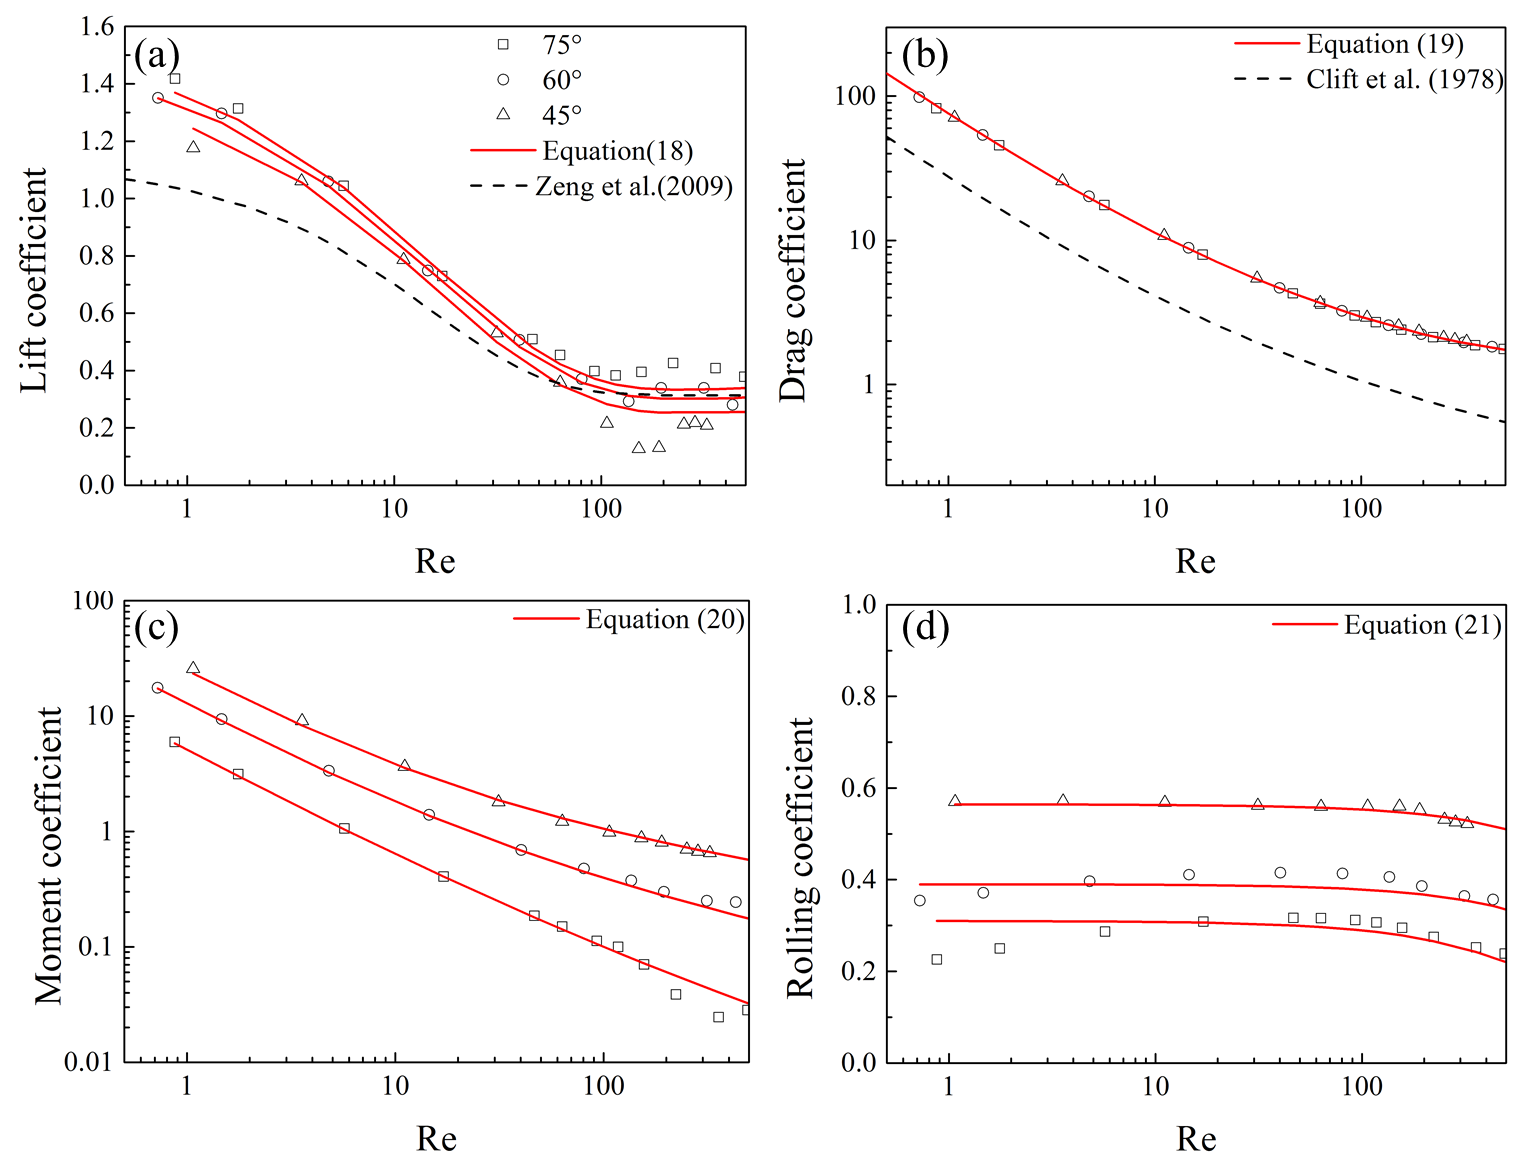 (a)
75°
60°
45°
Equation(18)
Zeng et al.(2009)
1.6
1.4
1.2
1.0
0.8
0.6
0.4
0.2
0.0
1
10
100
Lift coefficient
Re
(b)
Equation (19)
Clift et al. (1978)
100
10
1
1
10
100
Drag coefficient
Re
(c)
Equation (20)
100
10
1
0.1
0.01
1
10
100
Moment coefficient
Re
(d)
Equation (21)
1.0
0.8
0.6
0.4
0.2
0.0
1
10
100
Rolling coefficient
Re